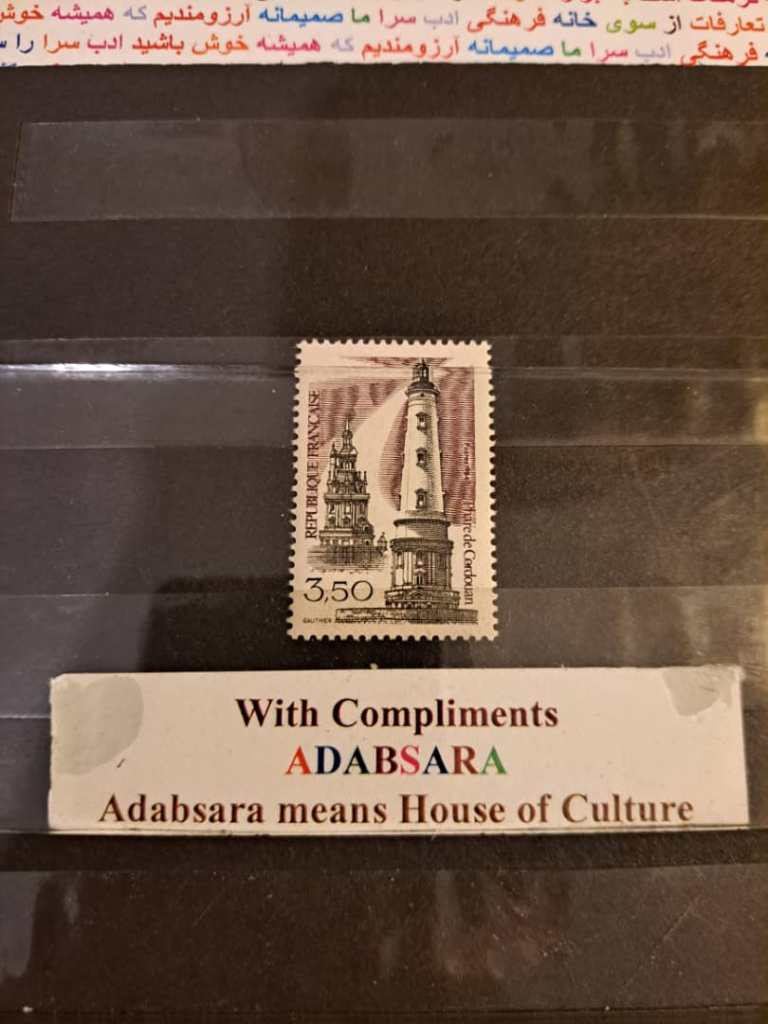 تعارفات از سوی خانه فرهنگی ادب سرا ما صمیمانه آرزومندیم که همیشه خوش
فرهنگی ادب سرا ما صمیمانه آرزومندیم که همیشه خوش باشید ادب سرا را
REPUBLIQUE FRANÇAISE
Phare de Cordouan
3,50
GAUTHIER
With Compliments
ADABSARA
Adabsara means House of Culture